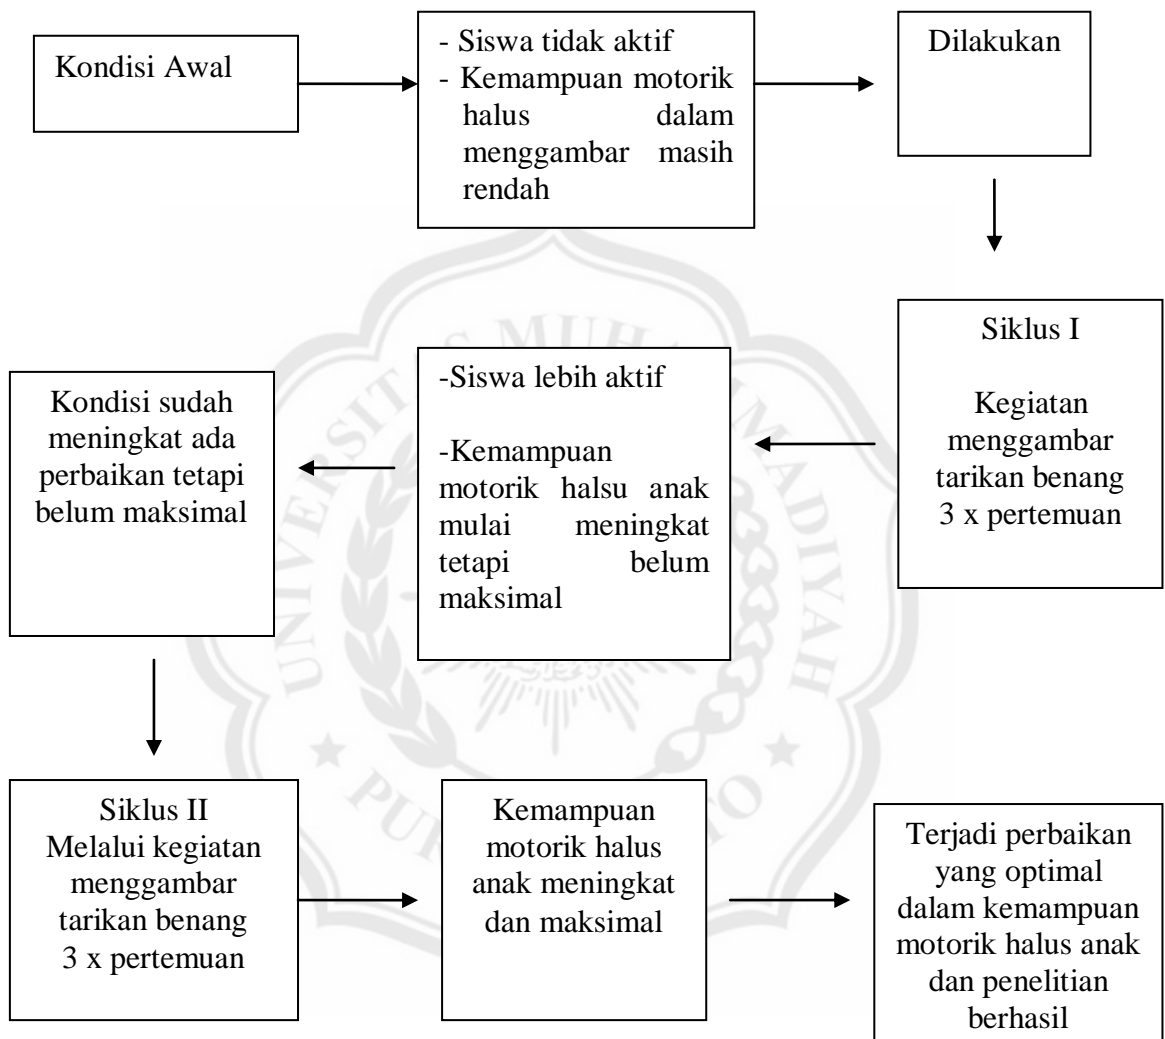 Kondisi Awal
- Siswa tidak aktif
- Kemampuan motorik
halus dalam
menggambar masih
rendah
Dilakukan
Siklus I
Kegiatan
menggambar
tarikan benang
3 x pertemuan
-Siswa lebih aktif
-Kemampuan
motorik halsu anak
mulai meningkat
tetapi belum
maksimal
Kondisi sudah
meningkat ada
perbaikan tetapi
belum maksimal
Siklus II
Melalui kegiatan
menggambar
tarikan benang
3 x pertemuan
Kemampuan
motorik halus
anak meningkat
dan maksimal
Terjadi perbaikan
yang optimal
dalam kemampuan
motorik halus anak
dan penelitian
berhasil